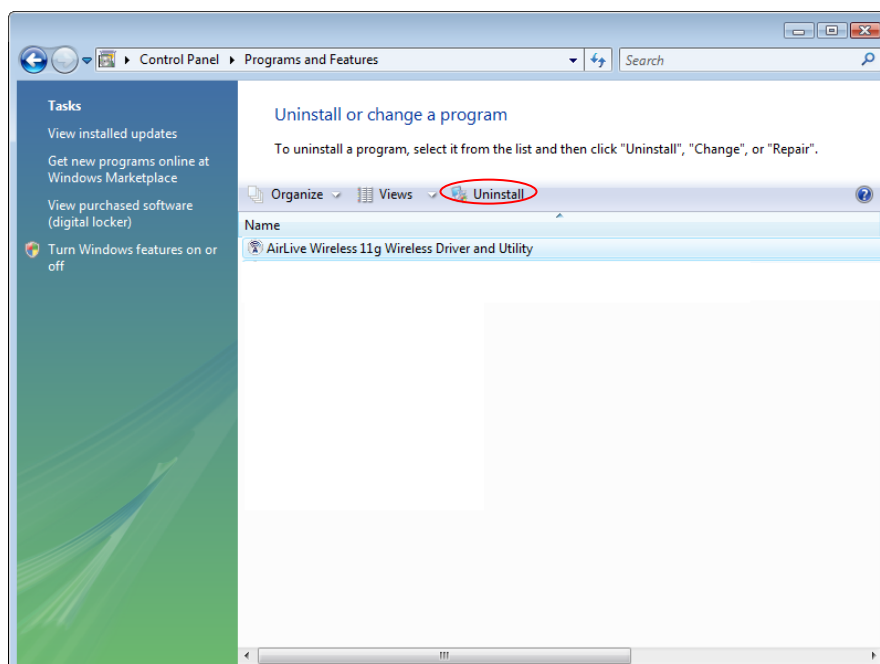 Control Panel
Programs and Features
Search
Tasks
View installed updates
Get new programs online at
Windows Marketplace
View purchased software
(digital locker)
Turn Windows features on or
off
Uninstall or change a program
To uninstall a program, select it from the list and then click "Uninstall", "Change", or "Repair".
Organize
Views
Uninstall
Name
AirLive Wireless 11g Wireless Driver and Utility